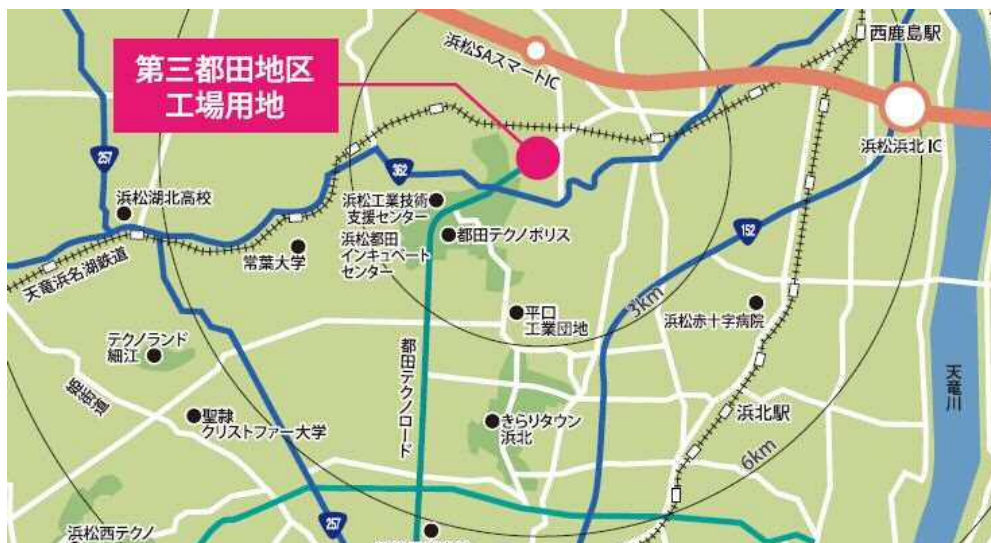 第三都田地区
工場用地
浜松SAスマートIC
西鹿島駅
浜松浜北IC
257
362
浜松湖北高校
浜松工業技術
支援センター
152
浜松都田
インキュベート
センター
都田テクノポリス
常葉大学
天竜浜名湖鉄道
3km
平口
工業団地
浜松赤十字病院
テクノランド
細江
都田テクノロード
天竜川
姫街道
聖隷
クリストファー大学
きらりタウン
浜北
浜北駅
6km
257
浜松西テクノ